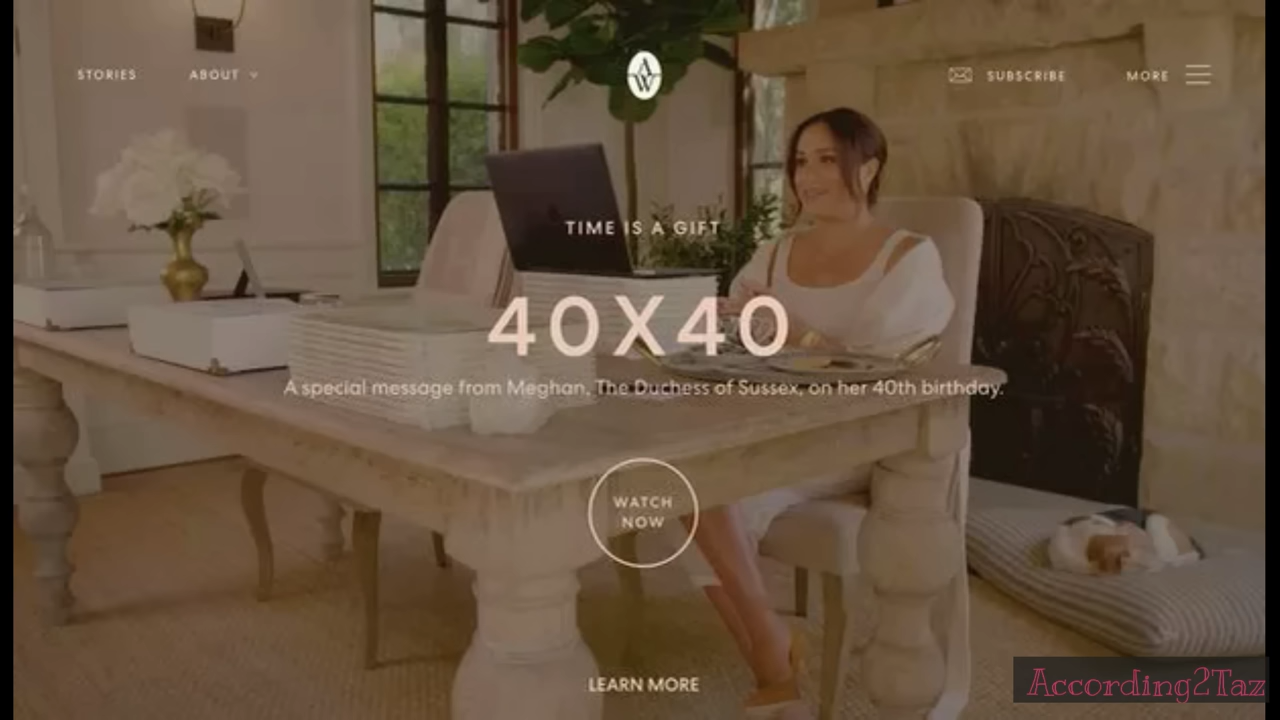 STORIES
ABOUT
AW
SUBSCRIBE
MORE
TIME IS A GIFT
40X40
A special message from Meghan, The Duchess of Sussex, on her 40th birthday.
WATCH
NOW
LEARN MORE
According2Taz